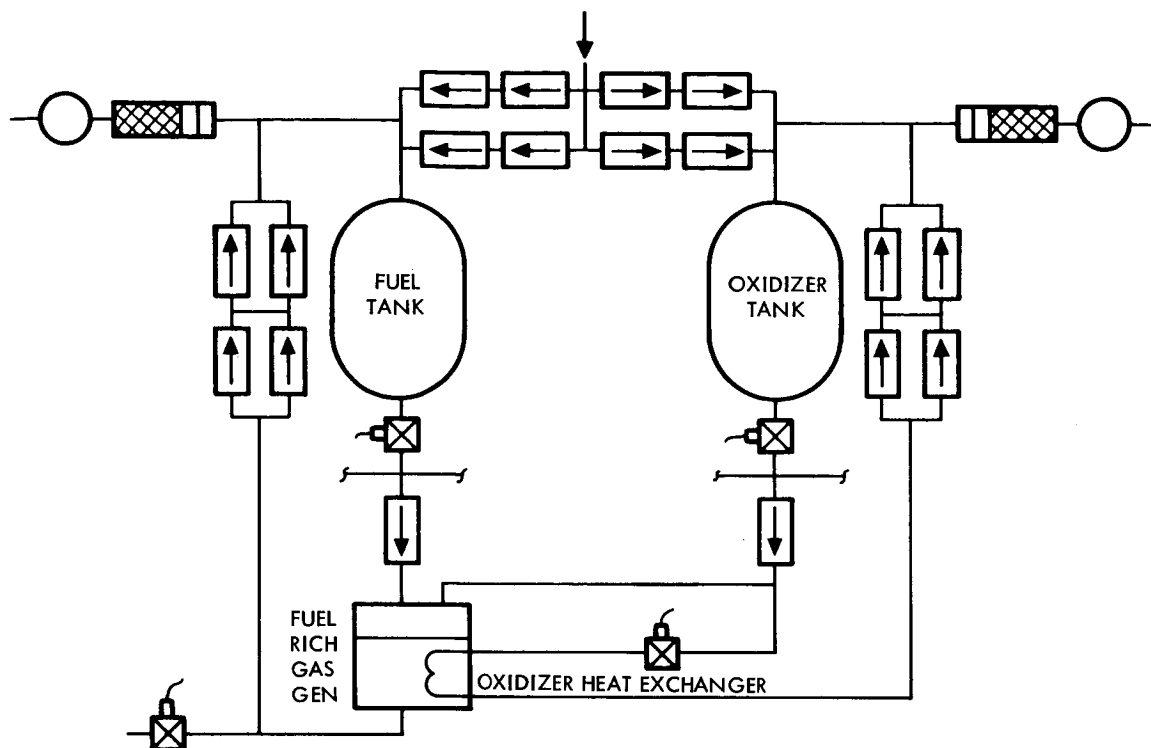 FUEL
TANK
OXIDIZER
TANK
FUEL
RICH
GAS
GEN
OXIDIZER HEAT EXCHANGER